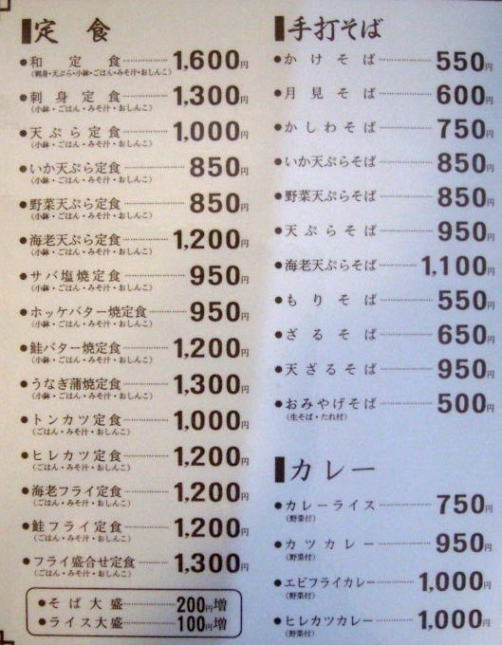 定食
和定食 1,600円
(刺身・天ぷら・小鉢・ごはん・みそ汁・おしんこ)
刺身定食 1,300円
(小鉢・ごはん・みそ汁・おしんこ)
天ぷら定食 1,000円
(小鉢・ごはん・みそ汁・おしんこ)
いか天ぷら定食 850円
(小鉢・ごはん・みそ汁・おしんこ)
野菜天ぷら定食 850円
(小鉢・ごはん・みそ汁・おしんこ)
海老天ぷら定食 1,200円
(小鉢・ごはん・みそ汁・おしんこ)
サバ塩焼定食 950円
(小鉢・ごはん・みそ汁・おしんこ)
ホッケバター焼定食 950円
(小鉢・ごはん・みそ汁・おしんこ)
鮭バター焼定食 1,200円
(小鉢・ごはん・みそ汁・おしんこ)
うなぎ蒲焼定食 1,300円
(小鉢・ごはん・みそ汁・おしんこ)
トンカツ定食 1,000円
(ごはん・みそ汁・おしんこ)
ヒレカツ定食 1,200円
(ごはん・みそ汁・おしんこ)
海老フライ定食 1,200円
(ごはん・みそ汁・おしんこ)
鮭フライ定食 1,200円
(ごはん・みそ汁・おしんこ)
フライ盛合せ定食 1,300円
(ごはん・みそ汁・おしんこ)
そば大盛 200円増
ライス大盛 100円増
手打そば
かけそば 550円
月見そば 600円
かしわそば 750円
いか天ぷらそば 850円
野菜天ぷらそば 850円
天ぷらそば 950円
海老天ぷらそば 1,100円
もりそば 550円
ざるそば 650円
天ざるそば 950円
おみやげそば 500円
(生そば・たれ付)
カレー
カレーライス 750円
(野菜付)
カツカレー 950円
(野菜付)
エビフライカレー 1,000円
(野菜付)
ヒレカツカレー 1,000円
(野菜付)